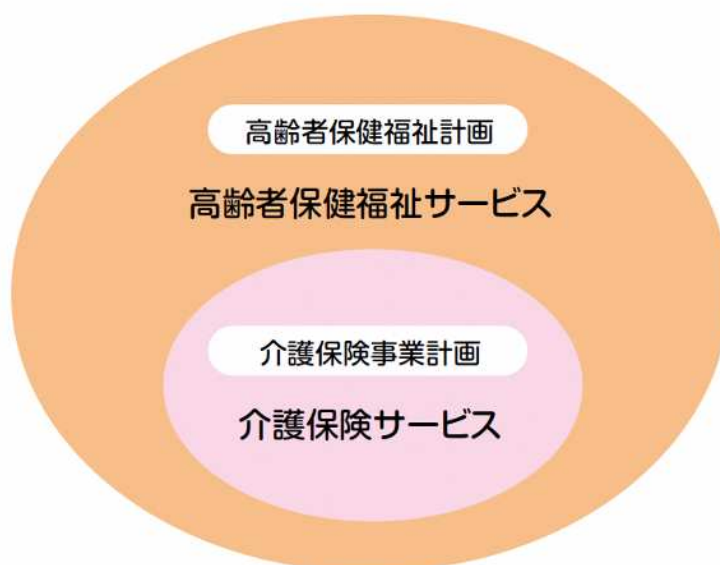 高齢者保健福祉計画
高齢者保健福祉サービス
介護保険事業計画
介護保険サービス